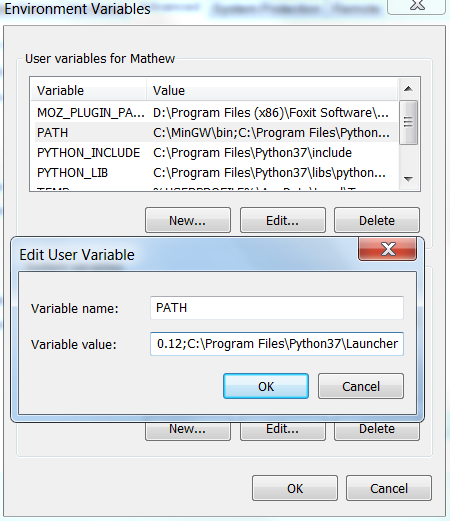 Environment Variables
User variables for Mathew
Variable Value
MOZ_PLUGIN_PA... D:\Program Files (x86)\Foxit Software\...
PATH C:\MinGW\bin;C:\Program Files\Python...
PYTHON_INCLUDE C:\Program Files\Python37\include
PYTHON_LIB C:\Program Files\Python37\libs\python...
New... Edit... Delete
Edit User Variable
Variable name: PATH
Variable value: 0.12;C:\Program Files\Python37\Launcher
OK Cancel
New... Edit... Delete
OK Cancel